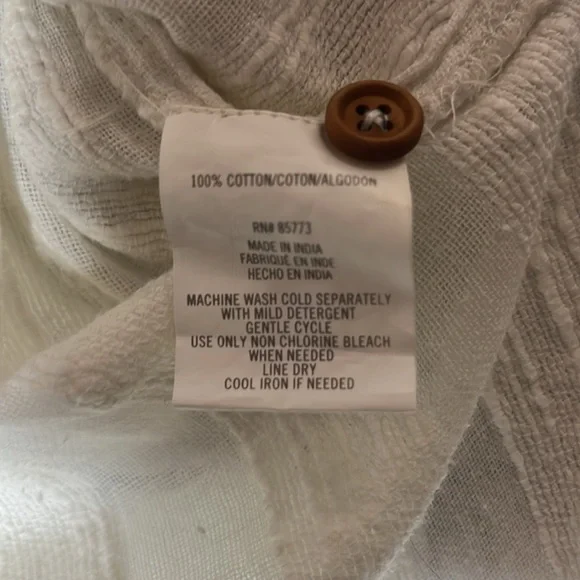 100% COTTON/COTON/ALGODON
RN# 85773
MADE IN INDIA
FABRIQUÉ EN INDE
HECHO EN INDIA
MACHINE WASH COLD SEPARATELY
WITH MILD DETERGENT
GENTLE CYCLE
USE ONLY NON CHLORINE BLEACH
WHEN NEEDED
LINE DRY
COOL IRON IF NEEDED